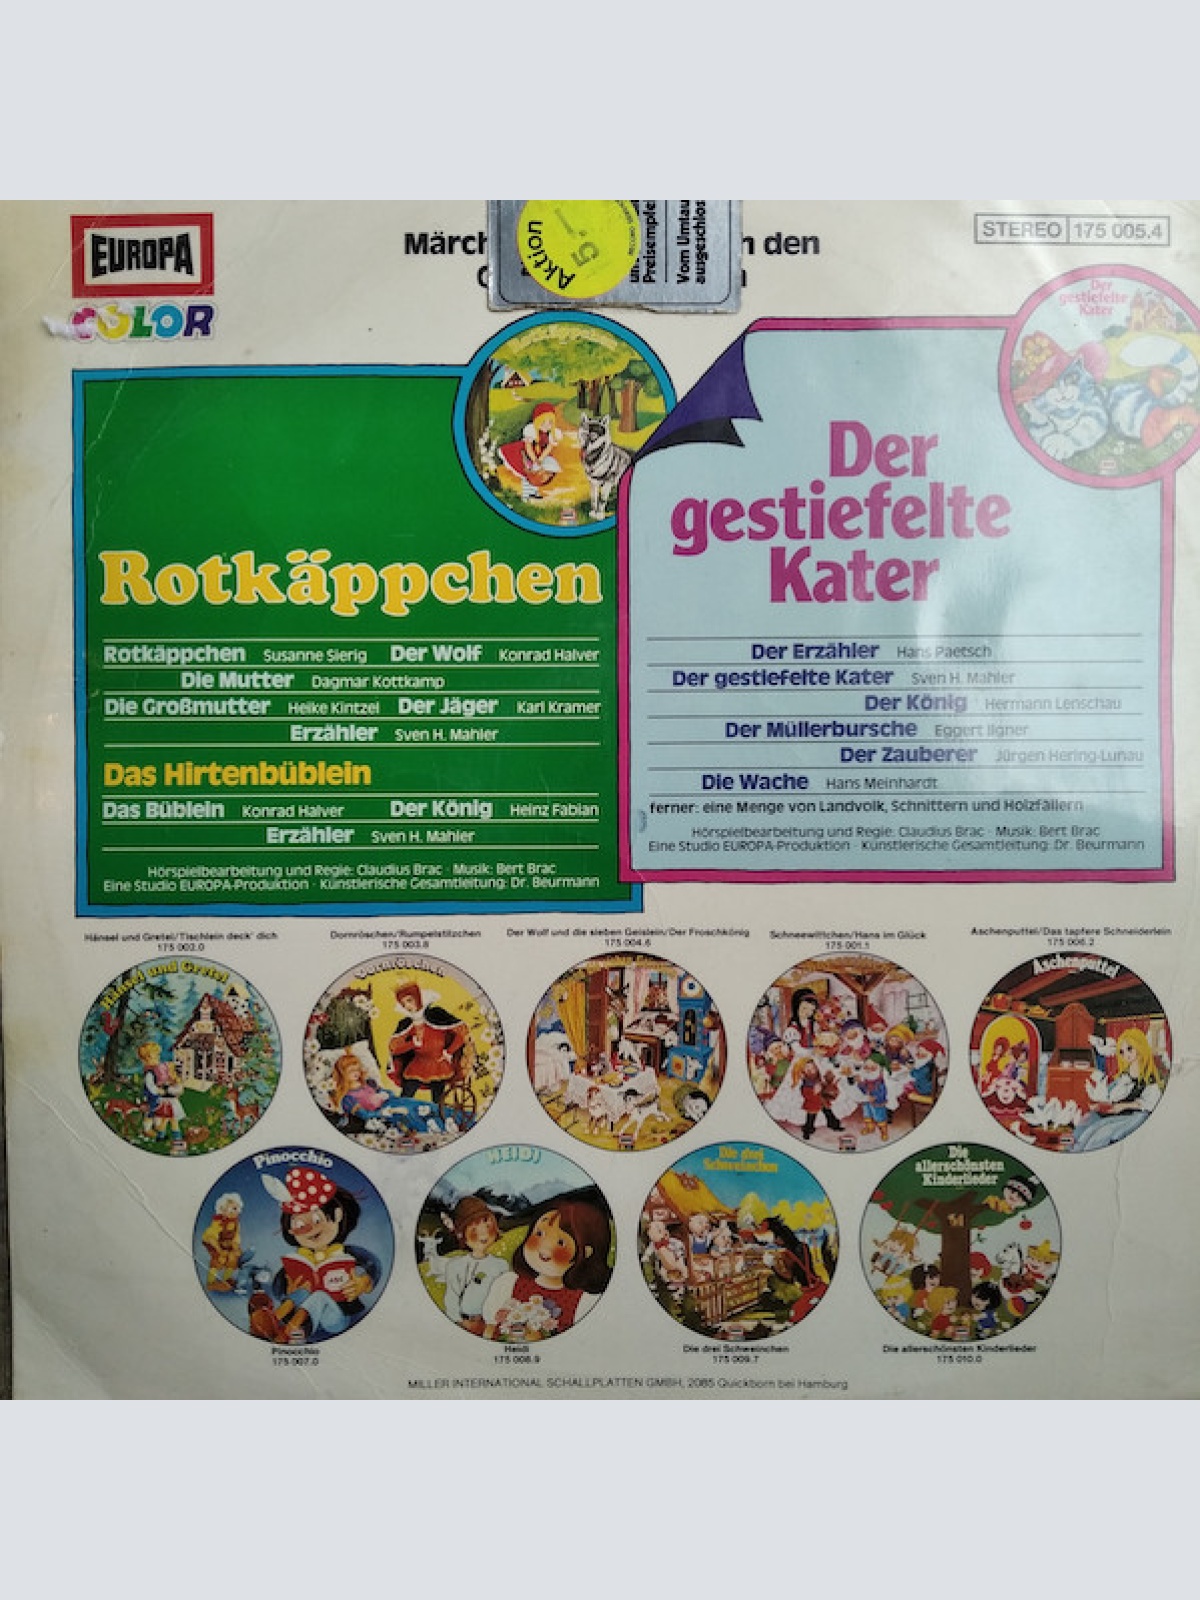 EUROPA
COLOR
Märch
n den
Aktion
5,-
Preisempfe
Vom Umlau
ausgeschlos
STEREO 175 005.4
Der
gestiefelte
Kater
Rotkäppchen
Rotkäppchen Susanne Sierig Der Wolf Konrad Halver
Die Mutter Dagmar Kottkamp
Die Großmutter Heike Kintzel Der Jäger Karl Kramer
Erzähler Sven H. Mahler
Das Hirtenbüblein
Das Büblein Konrad Halver Der König Heinz Fabian
Erzähler Sven H. Mahler
Hörspielbearbeitung und Regie: Claudius Brac · Musik: Bert Brac
Eine Studio EUROPA-Produktion · Künstlerische Gesamtleitung: Dr. Beurmann
Der
gestiefelte
Kater
Der Erzähler Hans Paetsch
Der gestiefelte Kater Sven H. Mahler
Der König Hermann Lenschau
Der Müllerbursche Eggert Ilgner
Der Zauberer Jürgen Hering-Lunau
Die Wache Hans Meinhardt
ferner: eine Menge von Landvolk, Schnittern und Holzfällern
Hörspielbearbeitung und Regie: Claudius Brac · Musik: Bert Brac
Eine Studio EUROPA-Produktion · Künstlerische Gesamtleitung: Dr. Beurmann
Hänsel und Gretel/Tischlein deck' dich
175 002.0
Dornröschen/Rumpelstilzchen
175 003.8
Der Wolf und die sieben Geislein/Der Froschkönig
175 004.6
Schneewittchen/Hans im Glück
175 001.1
Aschenputtel/Das tapfere Schneiderlein
175 006.2
Hänsel und Gretel
Dornröschen
Aschenputtel
Pinocchio
HEIDI
Die drei
Schweinchen
Die
allerschönsten
Kinderlieder
Pinocchio
175 007.0
Heidi
175 008.9
Die drei Schweinchen
175 009.7
Die allerschönsten Kinderlieder
175 010.0
MILLER INTERNATIONAL SCHALLPLATTEN GMBH, 2085 Quickborn bei Hamburg